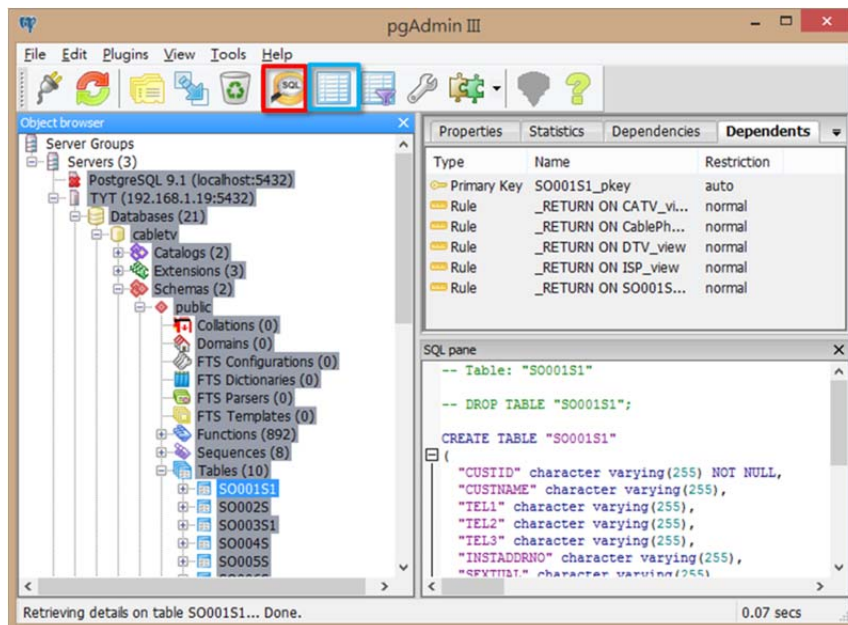 pgAdmin III
File Edit Plugins View Tools Help
SQL
Object browser
Server Groups
Servers (3)
PostgreSQL 9.1 (localhost:5432)
TYT (192.168.1.19:5432)
Databases (21)
cabletv
Catalogs (2)
Extensions (3)
Schemas (2)
public
Collations (0)
Domains (0)
FTS Configurations (0)
FTS Dictionaries (0)
FTS Parsers (0)
FTS Templates (0)
Functions (892)
Sequences (8)
Tables (10)
SO001S1
SO002S
SO003S1
SO004S
SO005S
Properties Statistics Dependencies Dependents
Type Name Restriction
Primary Key SO001S1_pkey auto
Rule _RETURN ON CATV_vi... normal
Rule _RETURN ON CablePh... normal
Rule _RETURN ON DTV_view normal
Rule _RETURN ON ISP_view normal
Rule _RETURN ON SO001S... normal
SQL pane
-- Table: "SO001S1"
-- DROP TABLE "SO001S1";
CREATE TABLE "SO001S1"
(
"CUSTID" character varying(255) NOT NULL,
"CUSTNAME" character varying(255),
"TEL1" character varying(255),
"TEL2" character varying(255),
"TEL3" character varying(255),
"INSTADDRNO" character varying(255),
"SEXTUAL" character varying(255)
Retrieving details on table SO001S1... Done. 0.07 secs